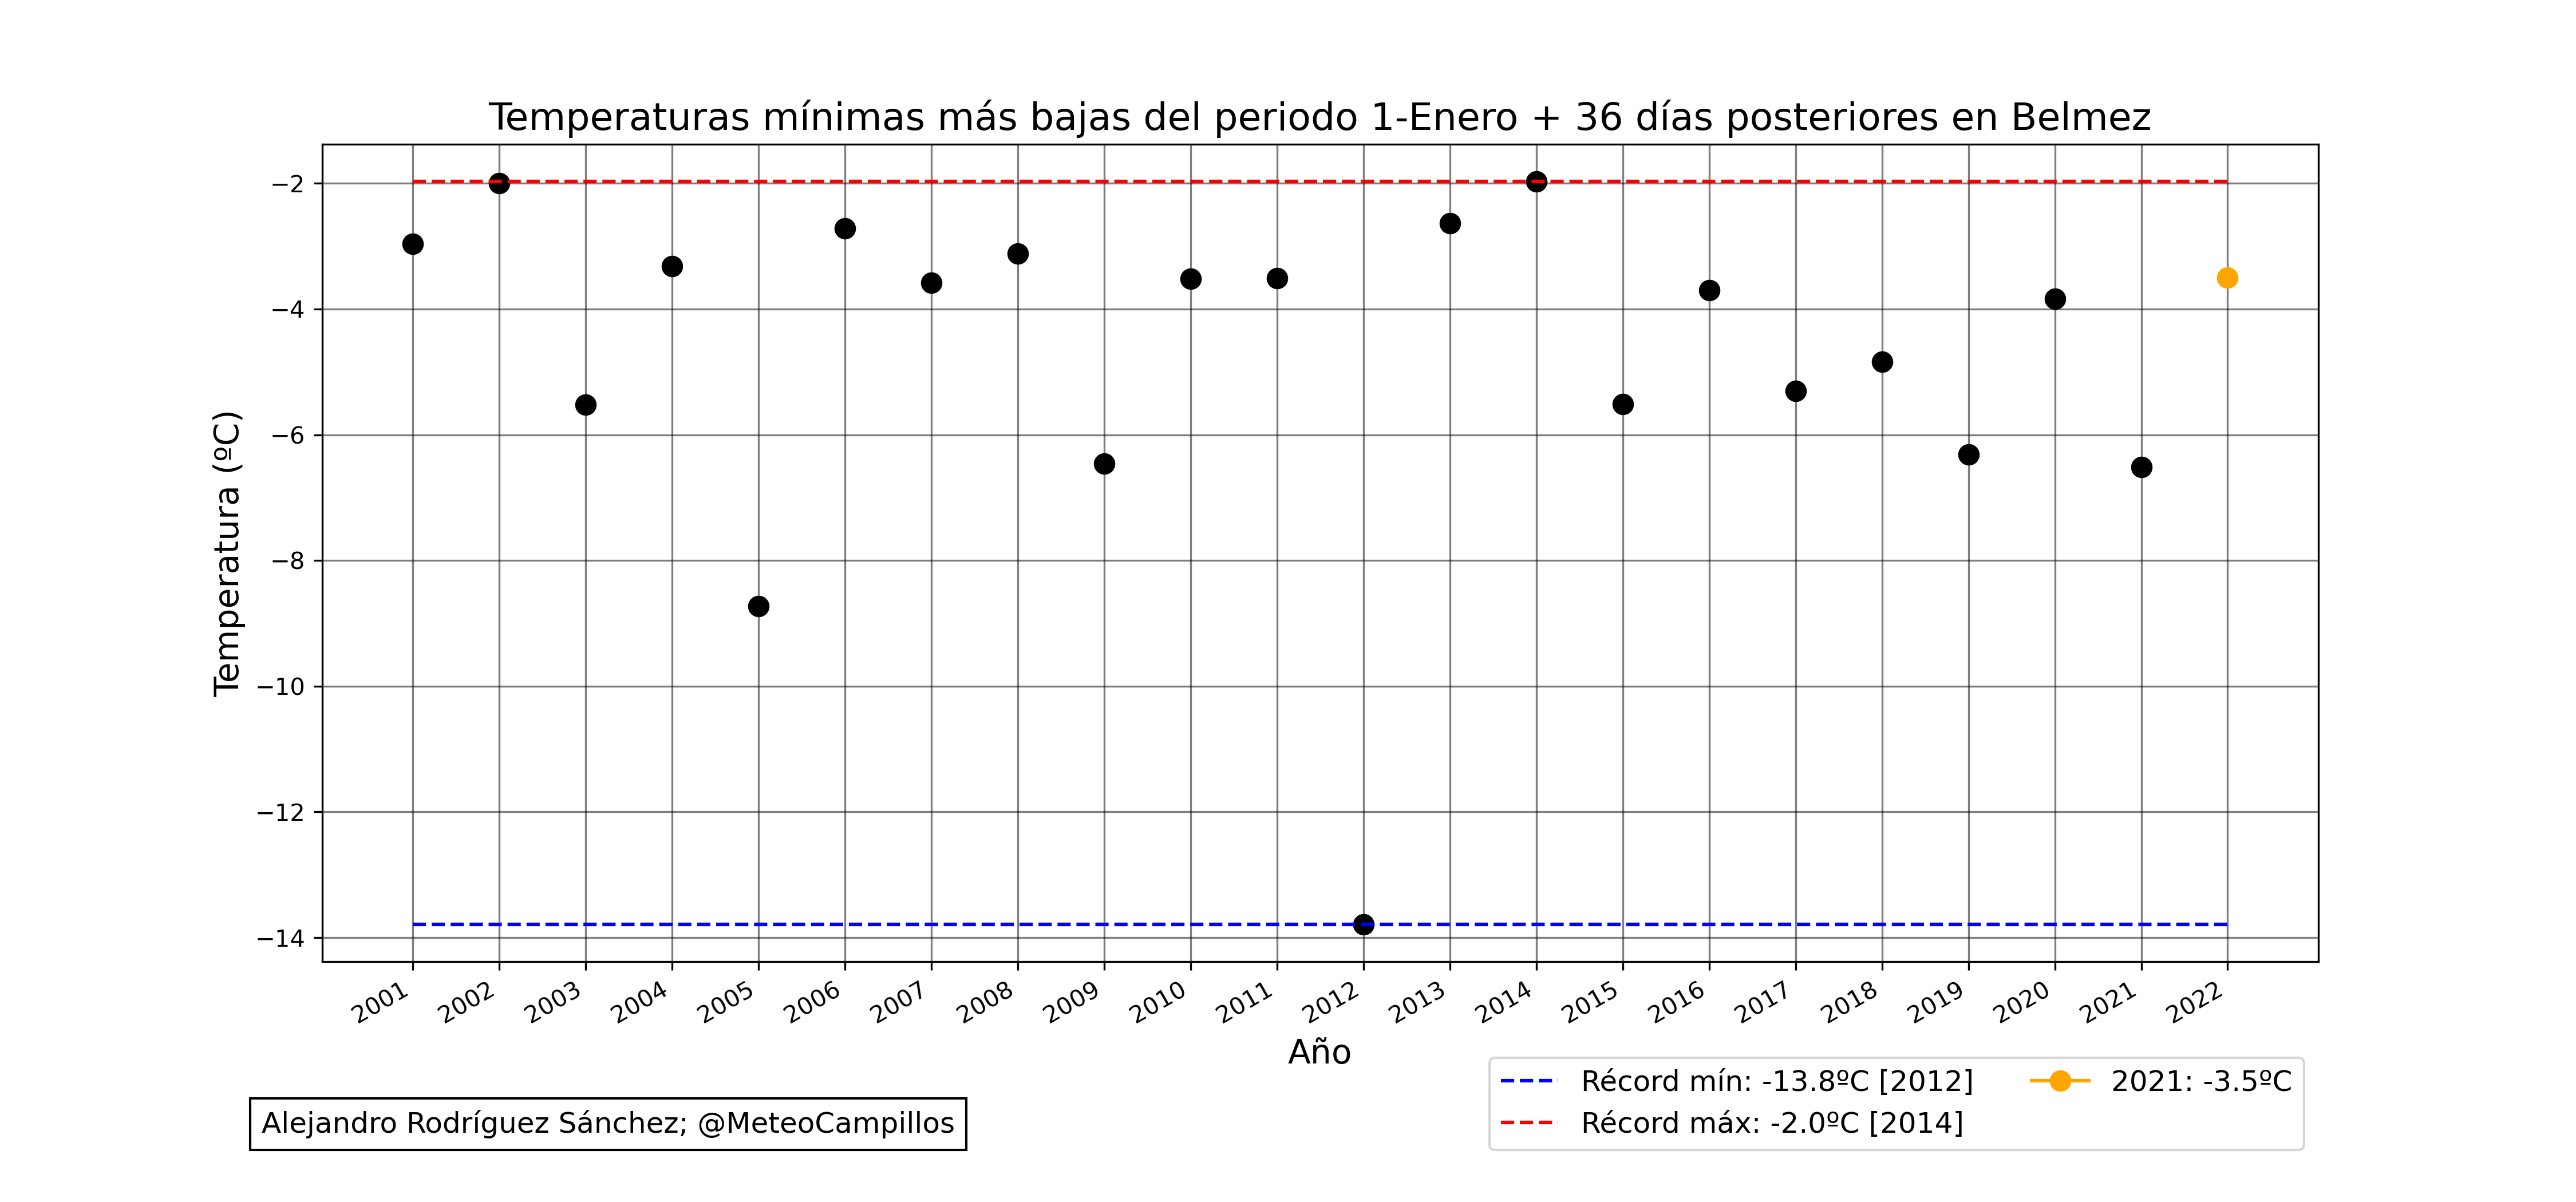 Temperaturas mínimas más bajas del periodo 1-Enero + 36 días posteriores en Belmez
Temperatura (ºC)
−2
−4
−6
−8
−10
−12
−14
2001 2002 2003 2004 2005 2006 2007 2008 2009 2010 2011 2012 2013 2014 2015 2016 2017 2018 2019 2020 2021 2022
Año
Récord mín: -13.8ºC [2012]
Récord máx: -2.0ºC [2014]
2021: -3.5ºC
Alejandro Rodríguez Sánchez; @MeteoCampillos